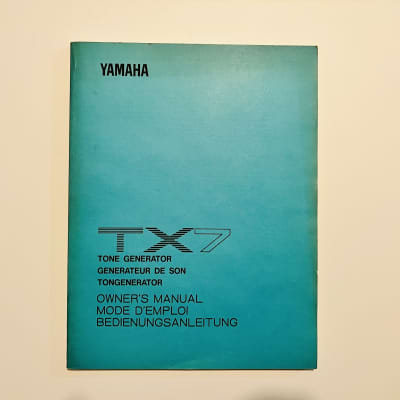 YAMAHA
TX7
TONE GENERATOR
GENERATEUR DE SON
TONGENERATOR
OWNER'S MANUAL
MODE D'EMPLOI
BEDIENUNGSANLEITUNG